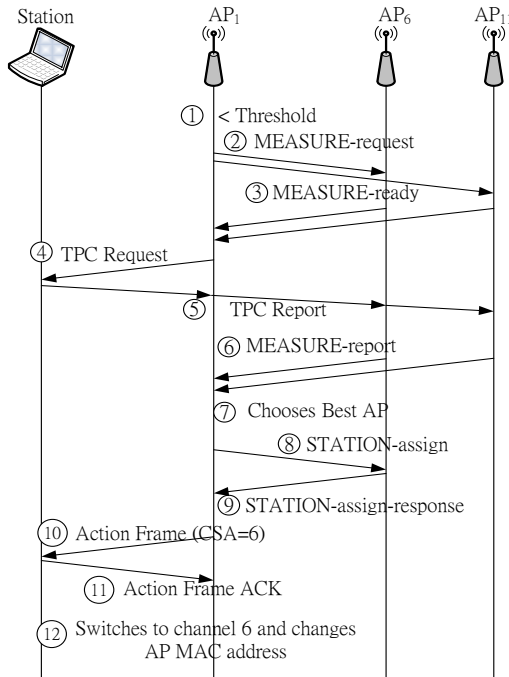 Station
AP1
AP6
AP11
① < Threshold
② MEASURE-request
③ MEASURE-ready
④ TPC Request
⑤ TPC Report
⑥ MEASURE-report
⑦ Chooses Best AP
⑧ STATION-assign
⑨ STATION-assign-response
⑩ Action Frame (CSA=6)
⑪ Action Frame ACK
⑫ Switches to channel 6 and changes
AP MAC address